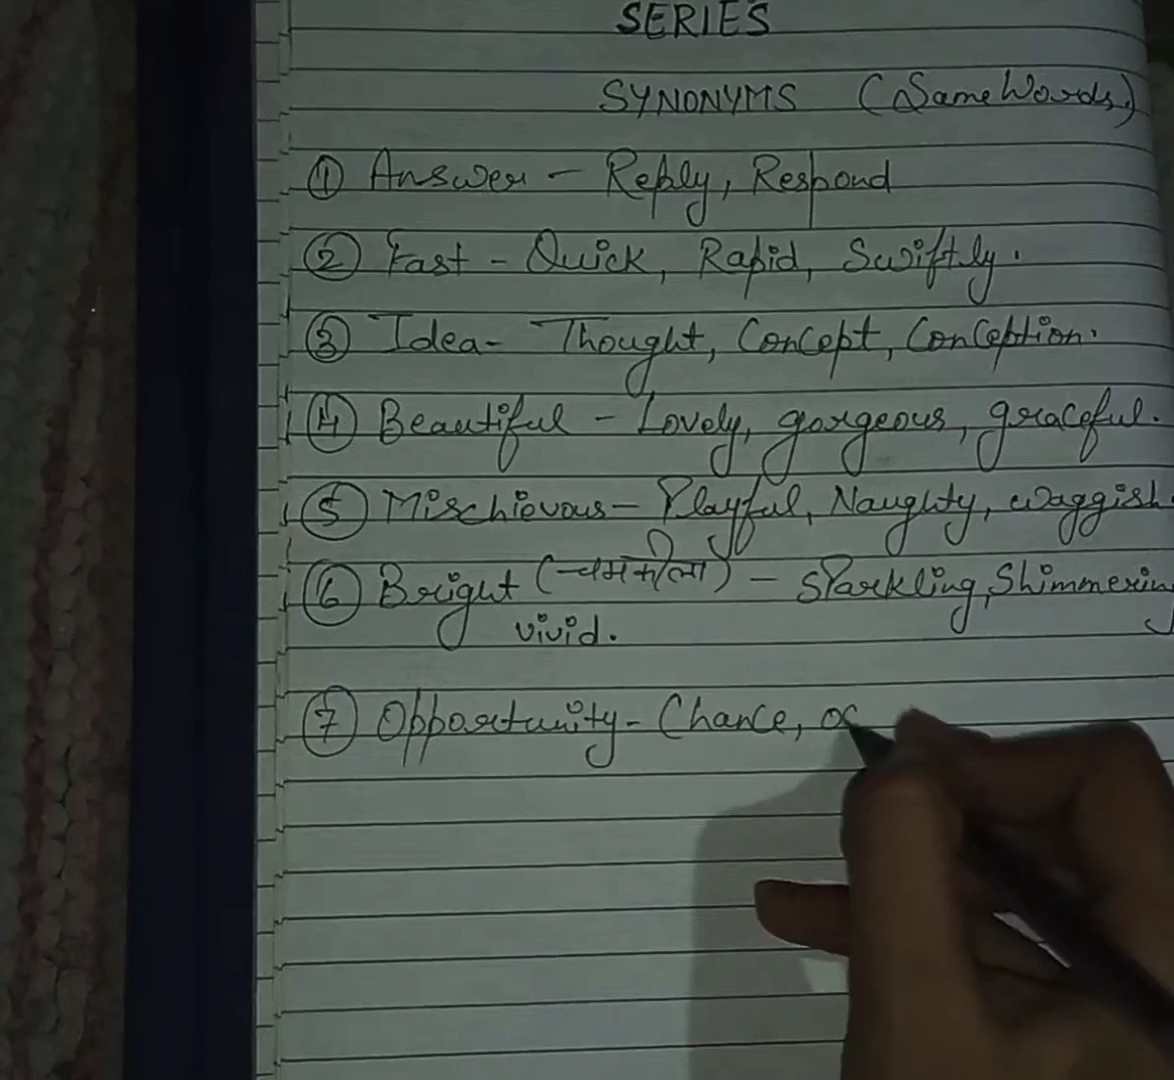 SERIES
SYNONYMS (Same Words)
① Answer - Reply, Respond
② Fast - Quick, Rapid, Swiftly.
③ Idea - Thought, Concept, Conception.
④ Beautiful - Lovely, gorgeous, graceful.
⑤ Mischievous - Playful, Naughty, waggish
⑥ Bright (चमकीला) - Sparkling, Shimmering
vivid.
⑦ Opportunity - Chance, oc